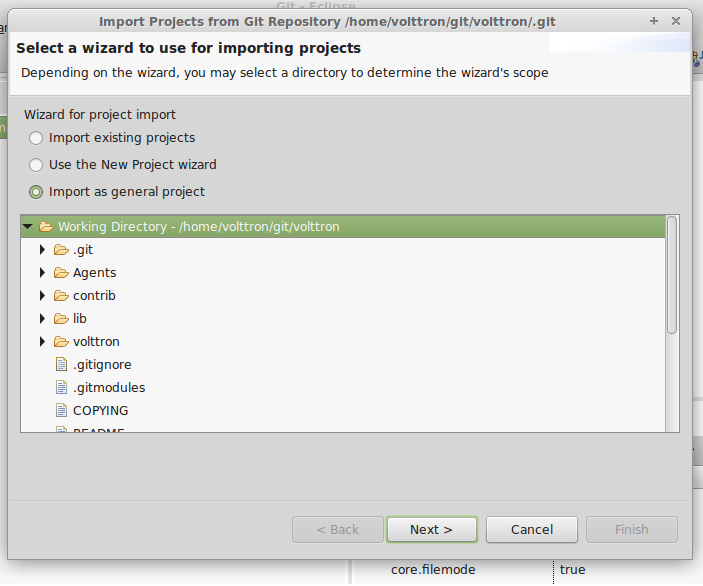 Git - Eclipse
Import Projects from Git Repository /home/volttron/git/volttron/.git
Select a wizard to use for importing projects
Depending on the wizard, you may select a directory to determine the wizard's scope
Wizard for project import
Import existing projects
Use the New Project wizard
Import as general project
Working Directory - /home/volttron/git/volttron
.git
Agents
contrib
lib
volttron
.gitignore
.gitmodules
COPYING
README
< Back
Next >
Cancel
Finish
core.filemode
true